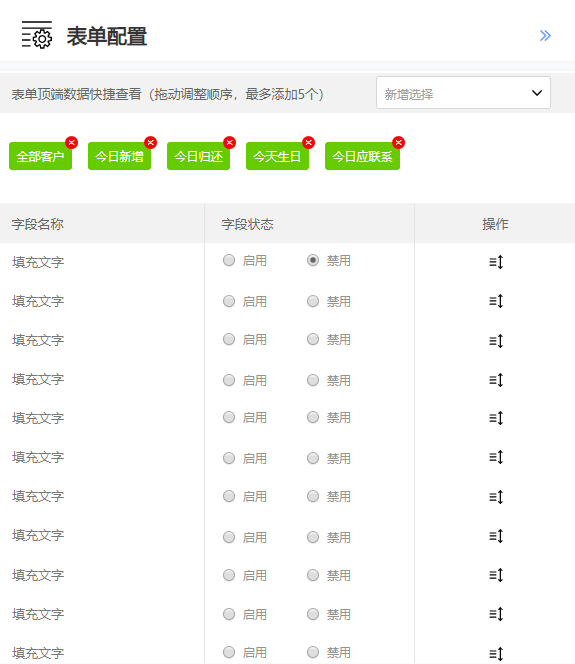 表单配置
表单顶端数据快捷查看（拖动调整顺序，最多添加5个） 新增选择
全部客户 今日新增 今日归还 今天生日 今日应联系
字段名称 字段状态 操作
填充文字 启用 禁用
填充文字 启用 禁用
填充文字 启用 禁用
填充文字 启用 禁用
填充文字 启用 禁用
填充文字 启用 禁用
填充文字 启用 禁用
填充文字 启用 禁用
填充文字 启用 禁用
填充文字 启用 禁用
填充文字 启用 禁用